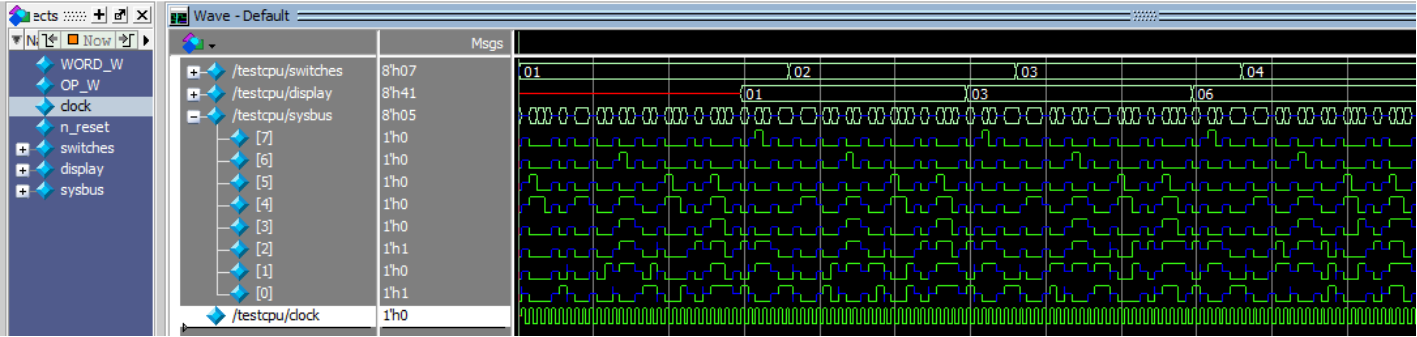 ects
Wave - Default
Now
Msgs
WORD_W
OP_W
clock
n_reset
switches
display
sysbus
/testcpu/switches 8'h07 01 02 03 04
/testcpu/display 8'h41 01 03 06
/testcpu/sysbus 8'h05
[7] 1'h0
[6] 1'h0
[5] 1'h0
[4] 1'h0
[3] 1'h0
[2] 1'h1
[1] 1'h0
[0] 1'h1
/testcpu/clock 1'h0